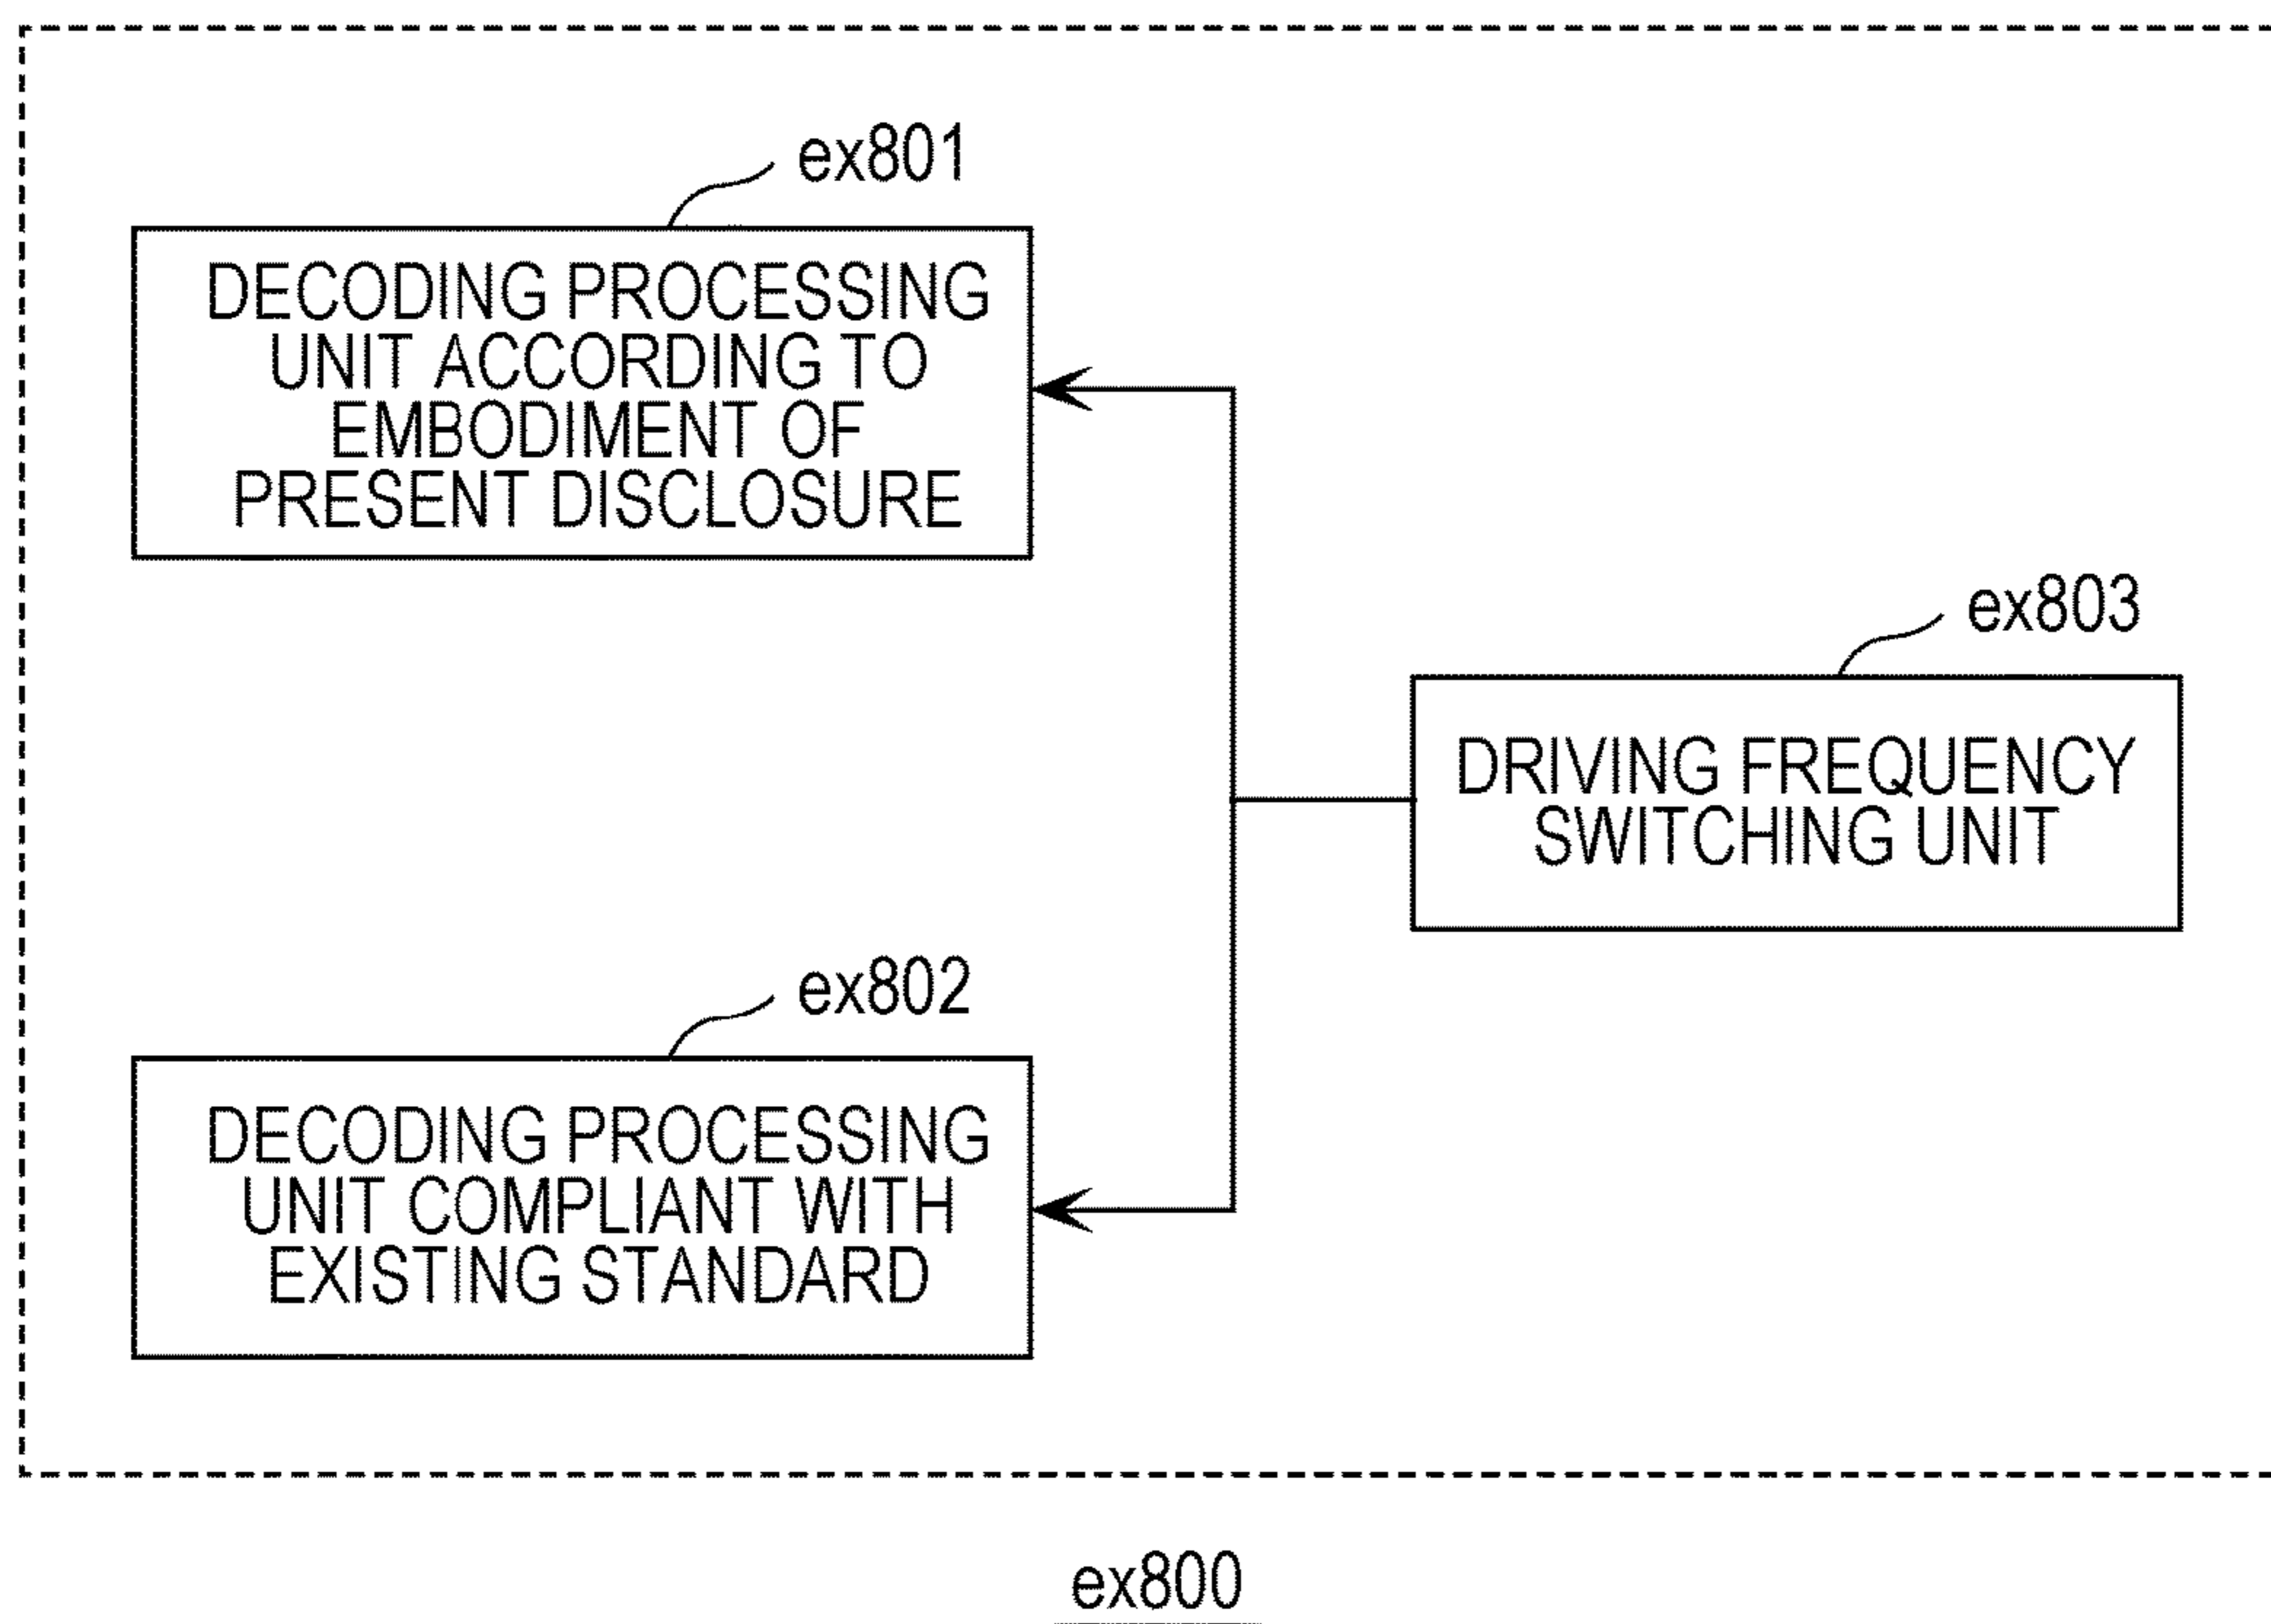 ex801
DECODING PROCESSING
UNIT ACCORDING TO
EMBODIMENT OF
PRESENT DISCLOSURE
ex803
DRIVING FREQUENCY
SWITCHING UNIT
ex802
DECODING PROCESSING
UNIT COMPLIANT WITH
EXISTING STANDARD
ex800